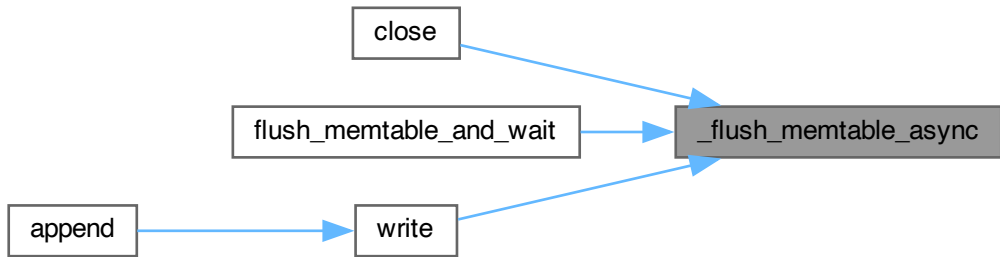 close
flush_memtable_and_wait
_flush_memtable_async
append
write